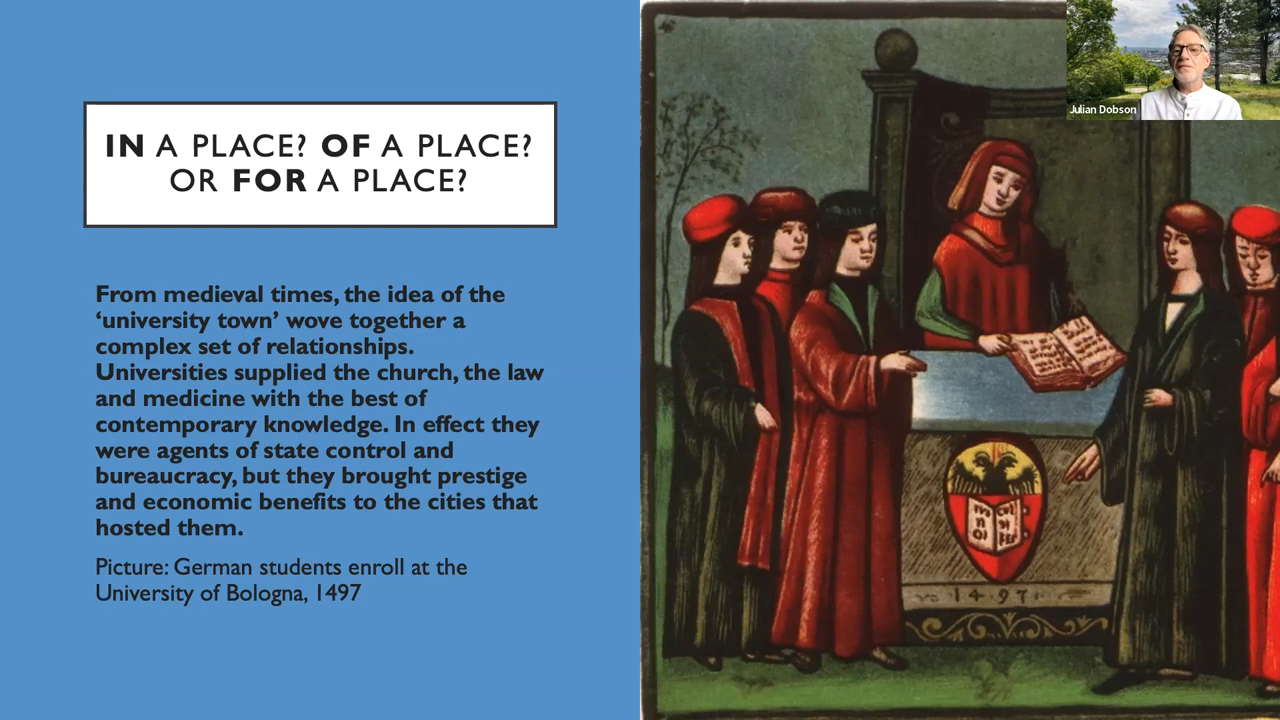 IN A PLACE? OF A PLACE?
OR FOR A PLACE?
From medieval times, the idea of the
‘university town’ wove together a
complex set of relationships.
Universities supplied the church, the law
and medicine with the best of
contemporary knowledge. In effect they
were agents of state control and
bureaucracy, but they brought prestige
and economic benefits to the cities that
hosted them.
Picture: German students enroll at the
University of Bologna, 1497
Julian Dobson
1497